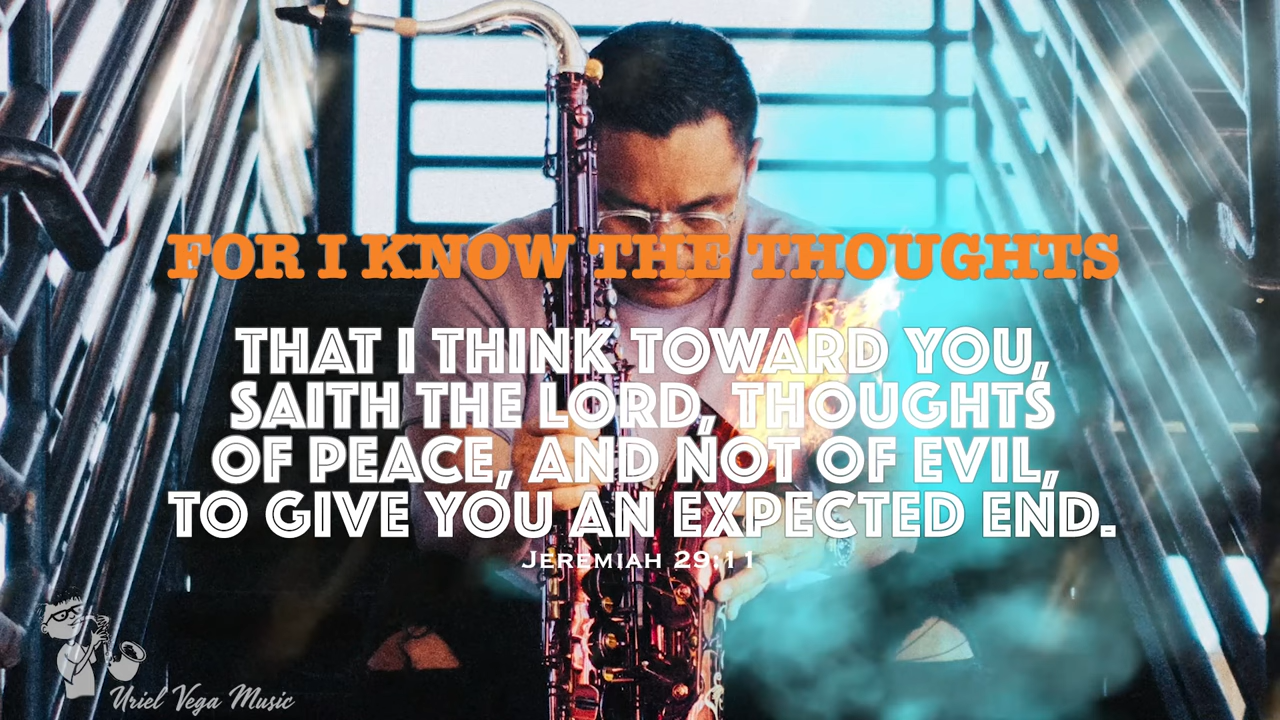 FOR I KNOW THE THOUGHTS
THAT I THINK TOWARD YOU,
SAITH THE LORD, THOUGHTS
OF PEACE, AND NOT OF EVIL,
TO GIVE YOU AN EXPECTED END.
JEREMIAH 29:11
Uriel Vega Music